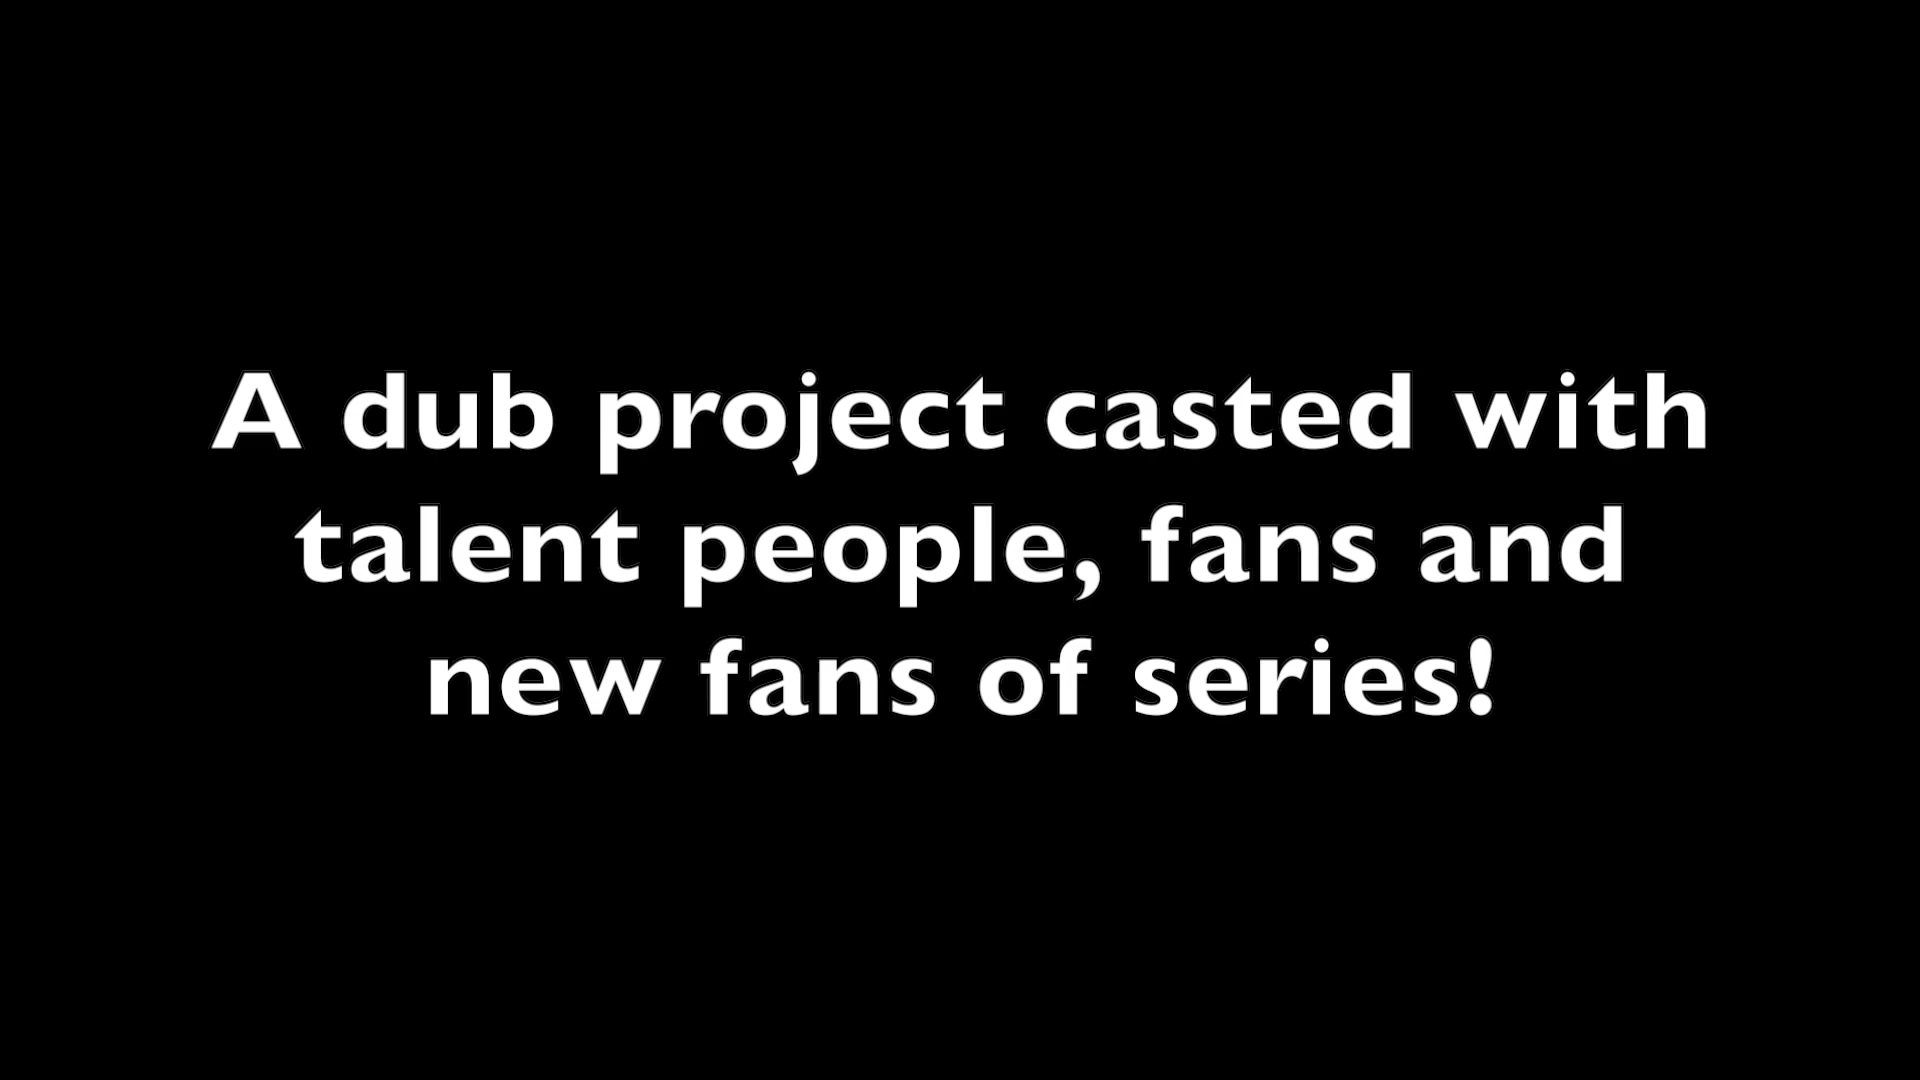 A dub project casted with
talent people, fans and
new fans of series!